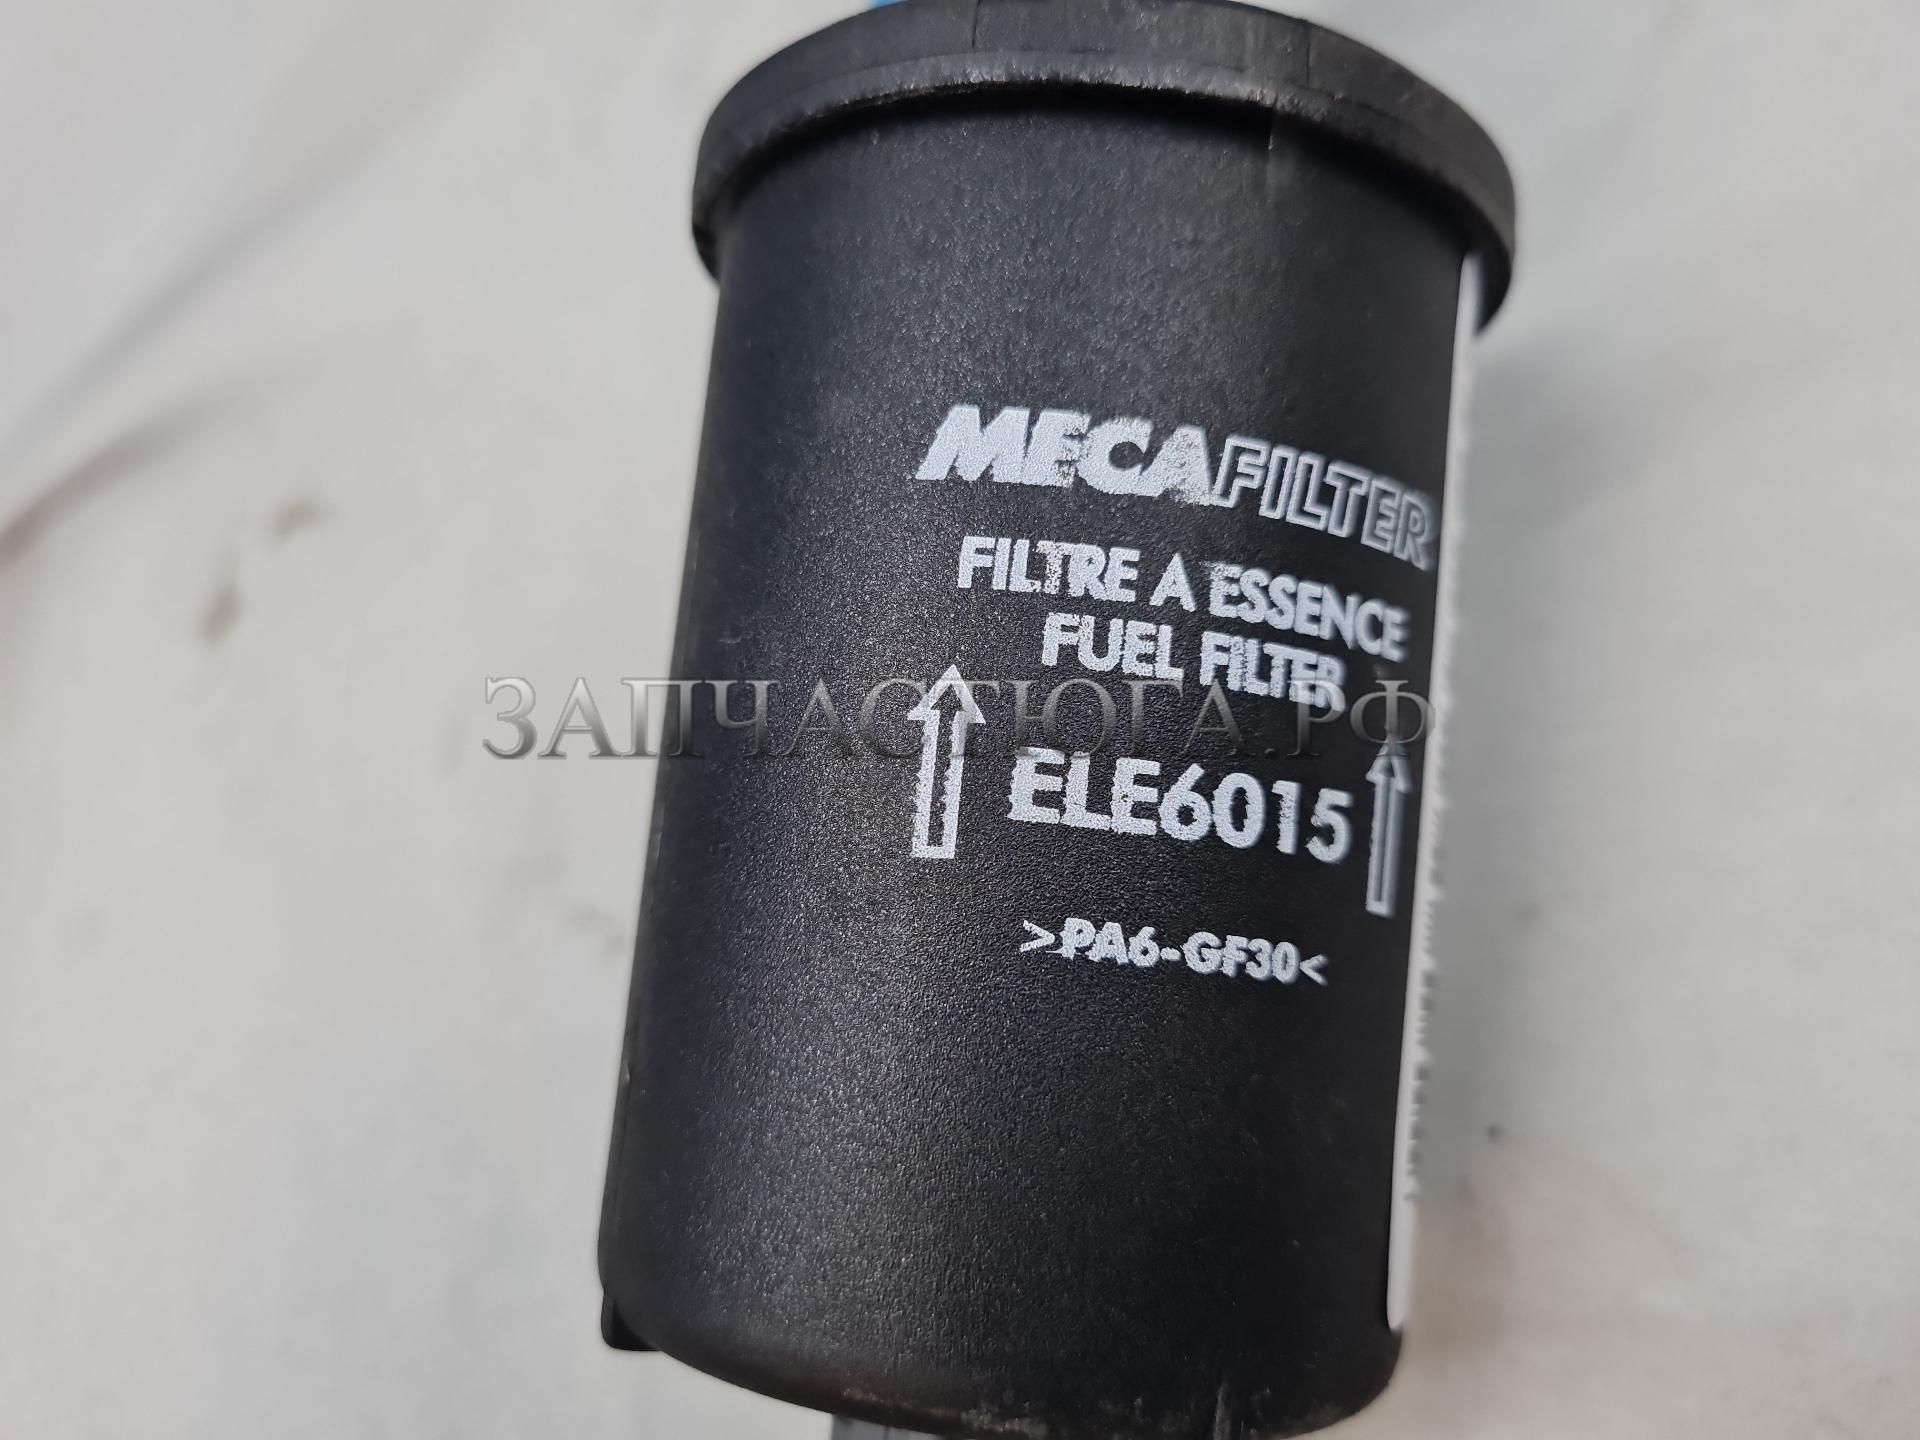 MECAFILTER
FILTRE A ESSENCE
FUEL FILTER
ЗАПЧАСТЮГА.РФ
ELE6015
>PA6-GF30<